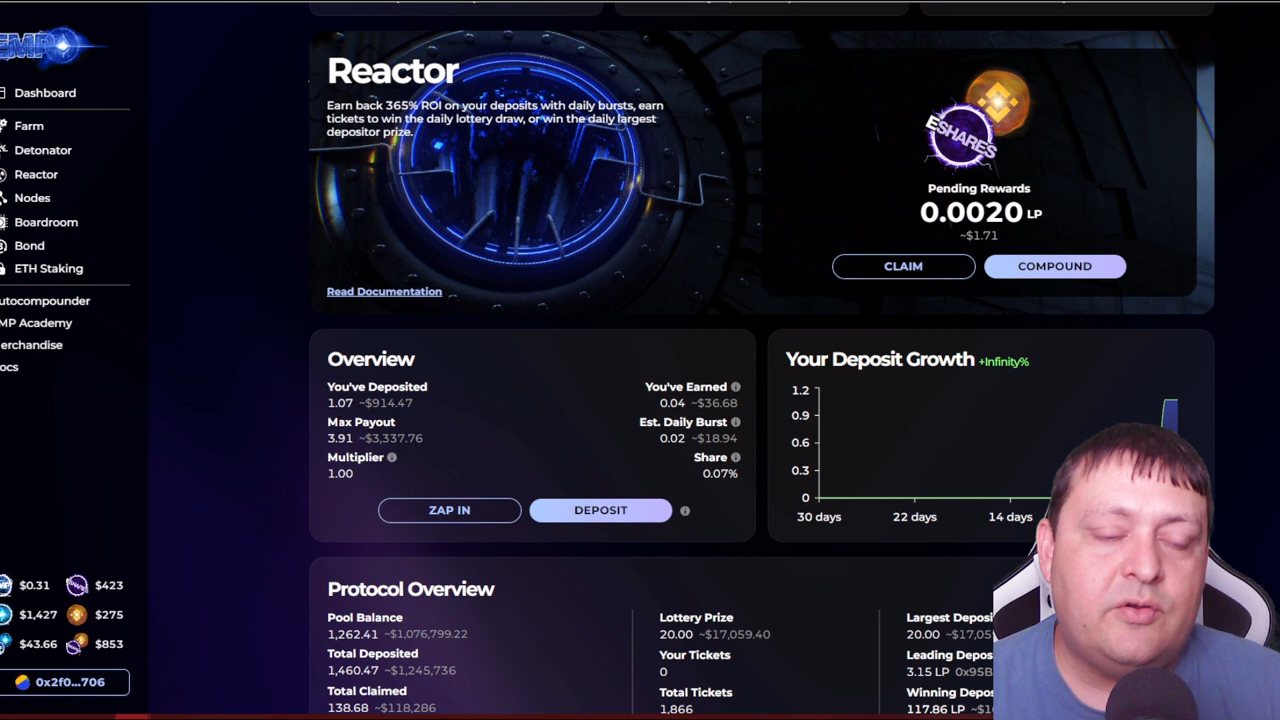 EMP
Dashboard
Farm
Detonator
Reactor
Nodes
Boardroom
Bond
ETH Staking
utocompounder
MP Academy
erchandise
ocs
$0.31
$423
$1,427
$275
$43.66
$853
0x2f0...706
Reactor
Earn back 365% ROI on your deposits with daily bursts, earn
tickets to win the daily lottery draw, or win the daily largest
depositor prize.
Read Documentation
ESHARES
Pending Rewards
0.0020 LP
~$1.71
CLAIM
COMPOUND
Overview
You've Deposited
1.07 ~$914.47
Max Payout
3.91 ~$3,337.76
Multiplier
1.00
You've Earned
0.04 ~$36.68
Est. Daily Burst
0.02 ~$18.94
Share
0.07%
ZAP IN
DEPOSIT
Your Deposit Growth +Infinity%
1.2
0.9
0.6
0.3
0
30 days
22 days
14 days
Protocol Overview
Pool Balance
1,262.41 ~$1,076,799.22
Total Deposited
1,460.47 ~$1,245,736
Total Claimed
138.68 ~$118,286
Lottery Prize
20.00 ~$17,059.40
Your Tickets
0
Total Tickets
1,866
Largest Deposi
20.00 ~$17,05
Leading Depos
3.15 LP 0x95B
Winning Depos
117.86 LP ~$1